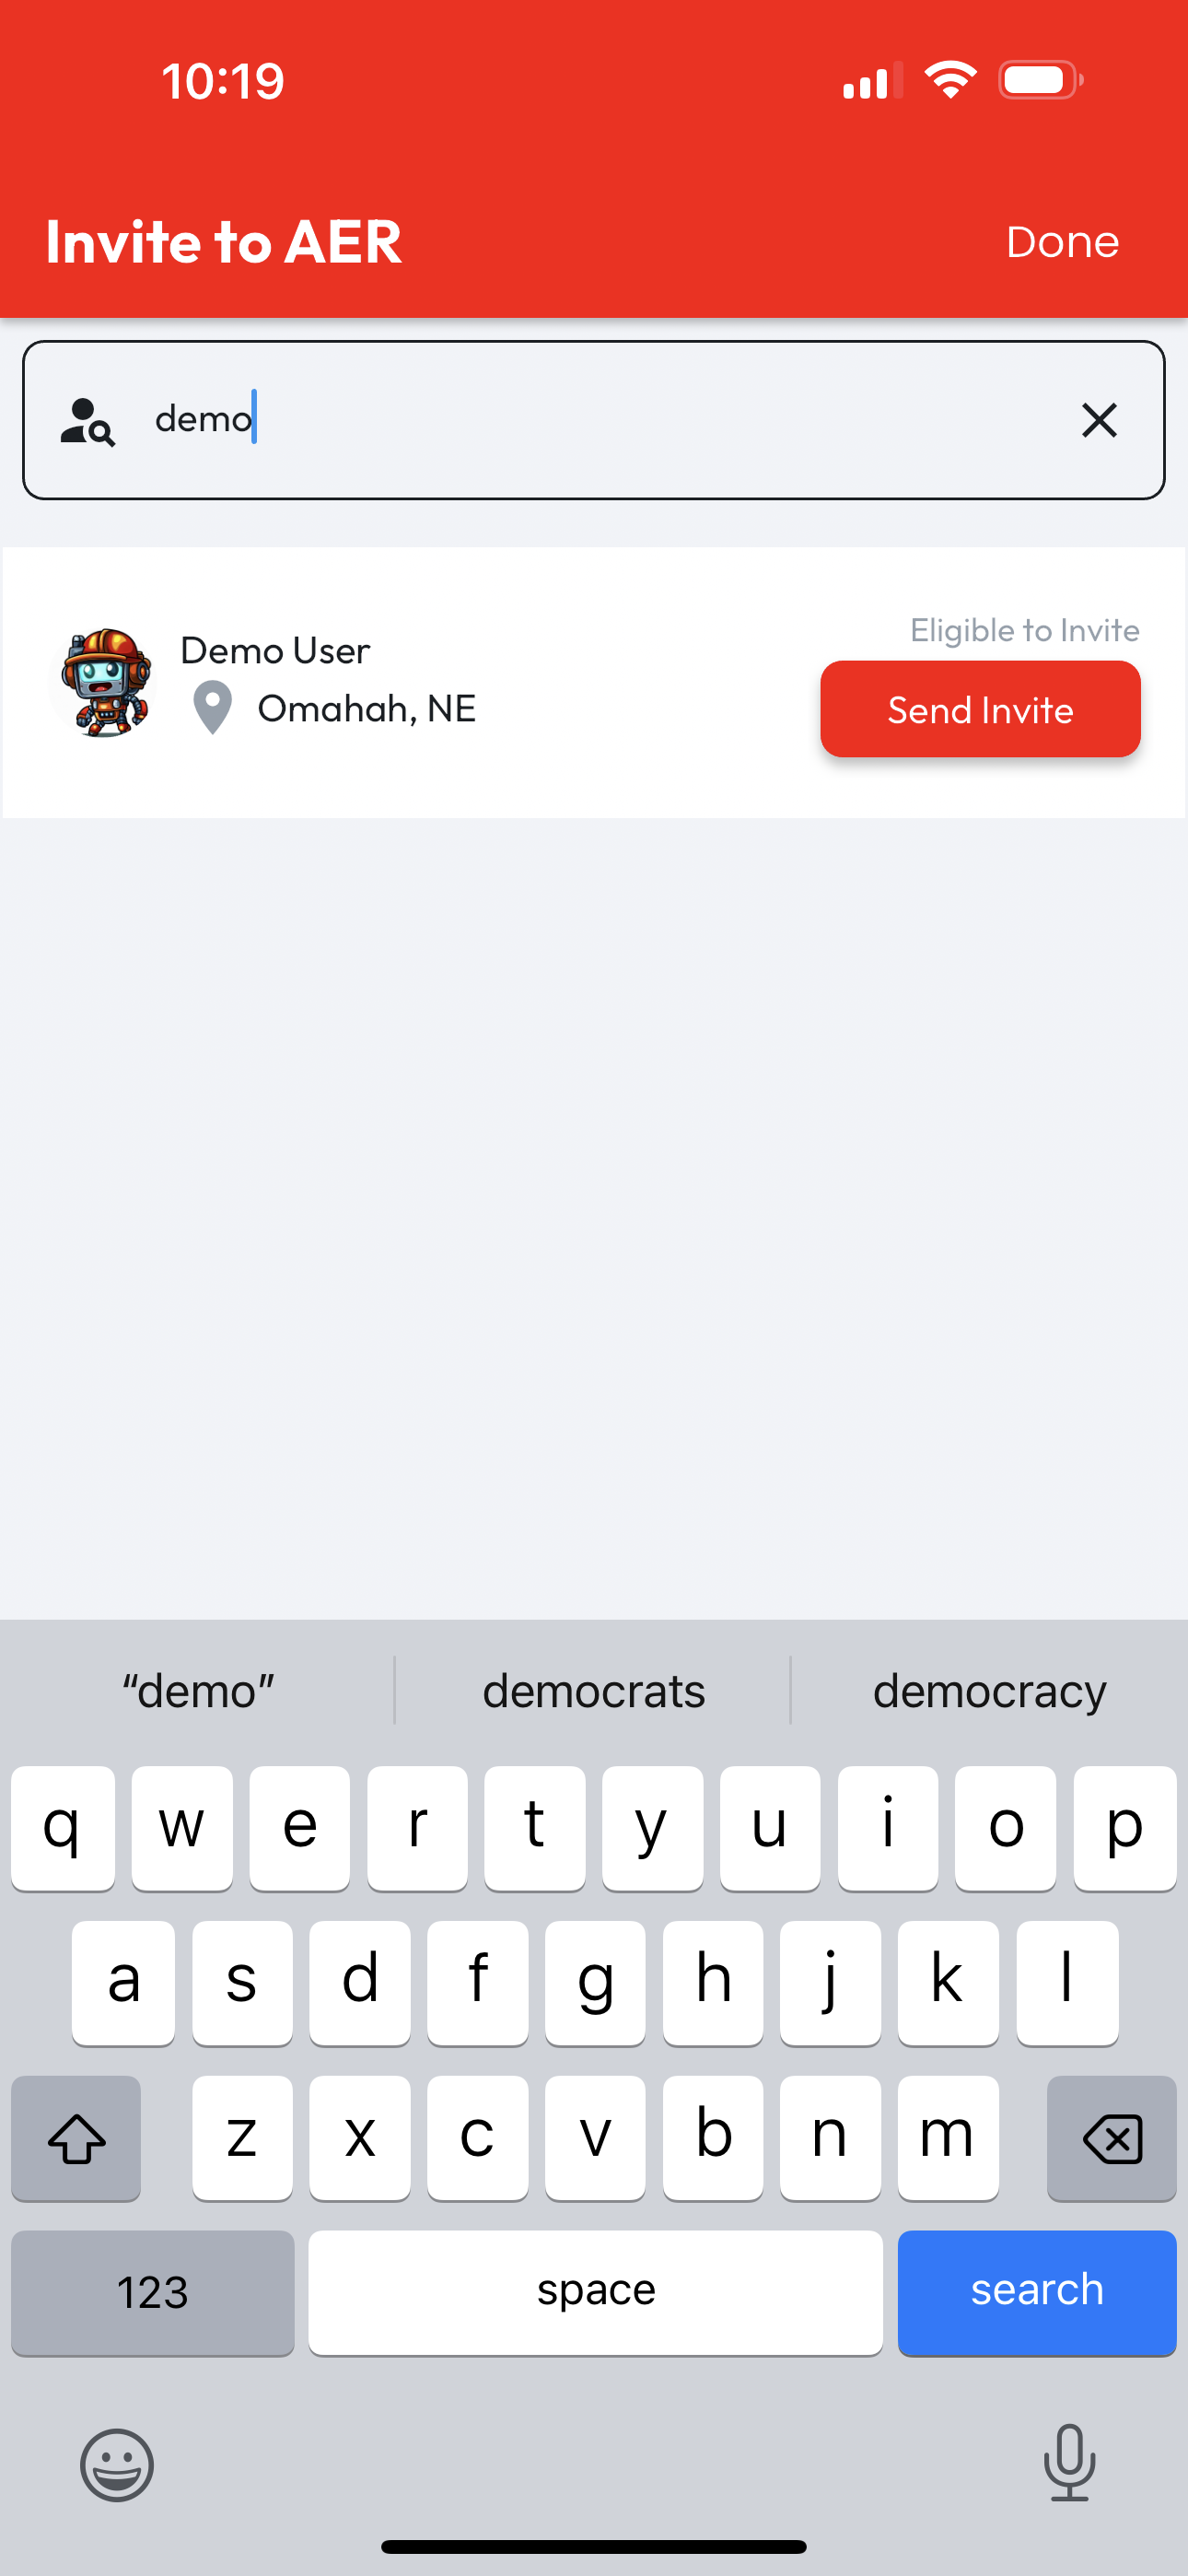 10:19
Invite to AER
Done
demo
Eligible to Invite
Demo User
Omahah, NE
Send Invite
“demo”
democrats
democracy
q w e r t y u i o p
a s d f g h j k l
z x c v b n m
123
space
search